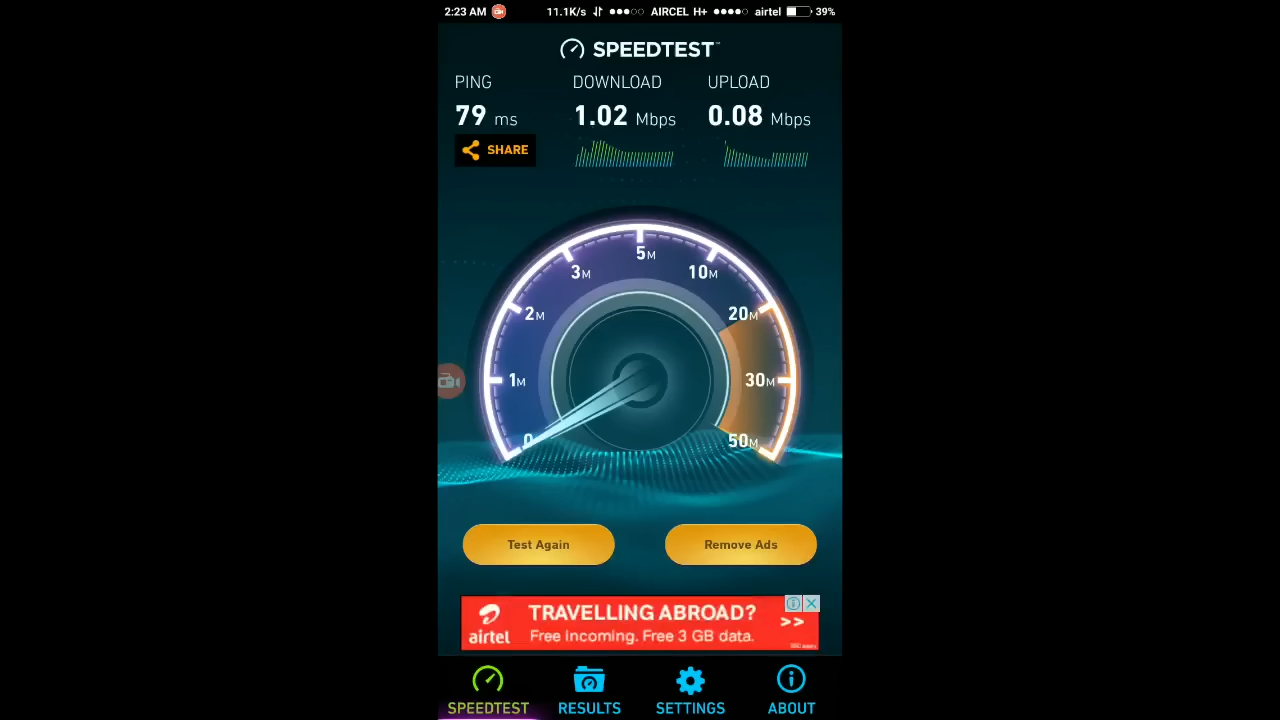 2:23 AM 11.1K/s AIRCEL H+ airtel 39%
SPEEDTEST™
PING DOWNLOAD UPLOAD
79 ms 1.02 Mbps 0.08 Mbps
SHARE
5M
3M 10M
2M 20M
1M 30M
0 50M
Test Again Remove Ads
TRAVELLING ABROAD? >>
airtel Free Incoming. Free 3 GB data.
SPEEDTEST RESULTS SETTINGS ABOUT